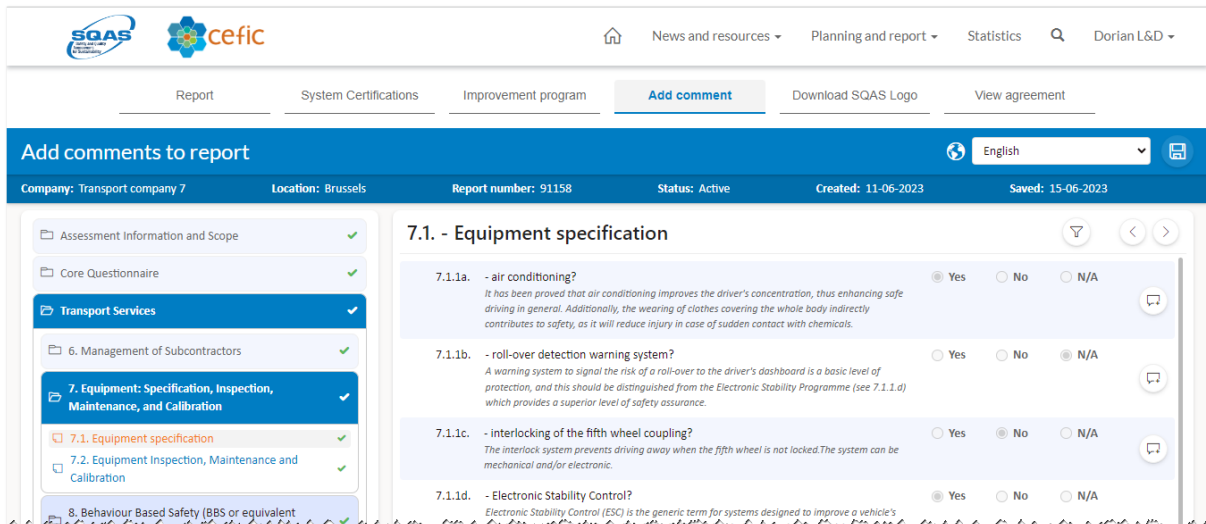 SQAS
cefic
News and resources
Planning and report
Statistics
Dorian L&D
Report
System Certifications
Improvement program
Add comment
Download SQAS Logo
View agreement
Add comments to report
English
Company: Transport company 7
Location: Brussels
Report number: 91158
Status: Active
Created: 11-06-2023
Saved: 15-06-2023
Assessment Information and Scope
Core Questionnaire
Transport Services
6. Management of Subcontractors
7. Equipment: Specification, Inspection,
Maintenance, and Calibration
7.1. Equipment specification
7.2. Equipment Inspection, Maintenance and
Calibration
8. Behaviour Based Safety (BBS or equivalent
7.1. - Equipment specification
7.1.1a. - air conditioning? Yes No N/A
It has been proved that air conditioning improves the driver's concentration, thus enhancing safe
driving in general. Additionally, the wearing of clothes covering the whole body indirectly
contributes to safety, as it will reduce injury in case of sudden contact with chemicals.
7.1.1b. - roll-over detection warning system? Yes No N/A
A warning system to signal the risk of a roll-over to the driver's dashboard is a basic level of
protection, and this should be distinguished from the Electronic Stability Programme (see 7.1.1.d)
which provides a superior level of safety assurance.
7.1.1c. - interlocking of the fifth wheel coupling? Yes No N/A
The interlock system prevents driving away when the fifth wheel is not locked.The system can be
mechanical and/or electronic.
7.1.1d. - Electronic Stability Control? Yes No N/A
Electronic Stability Control (ESC) is the generic term for systems designed to improve a vehicle's